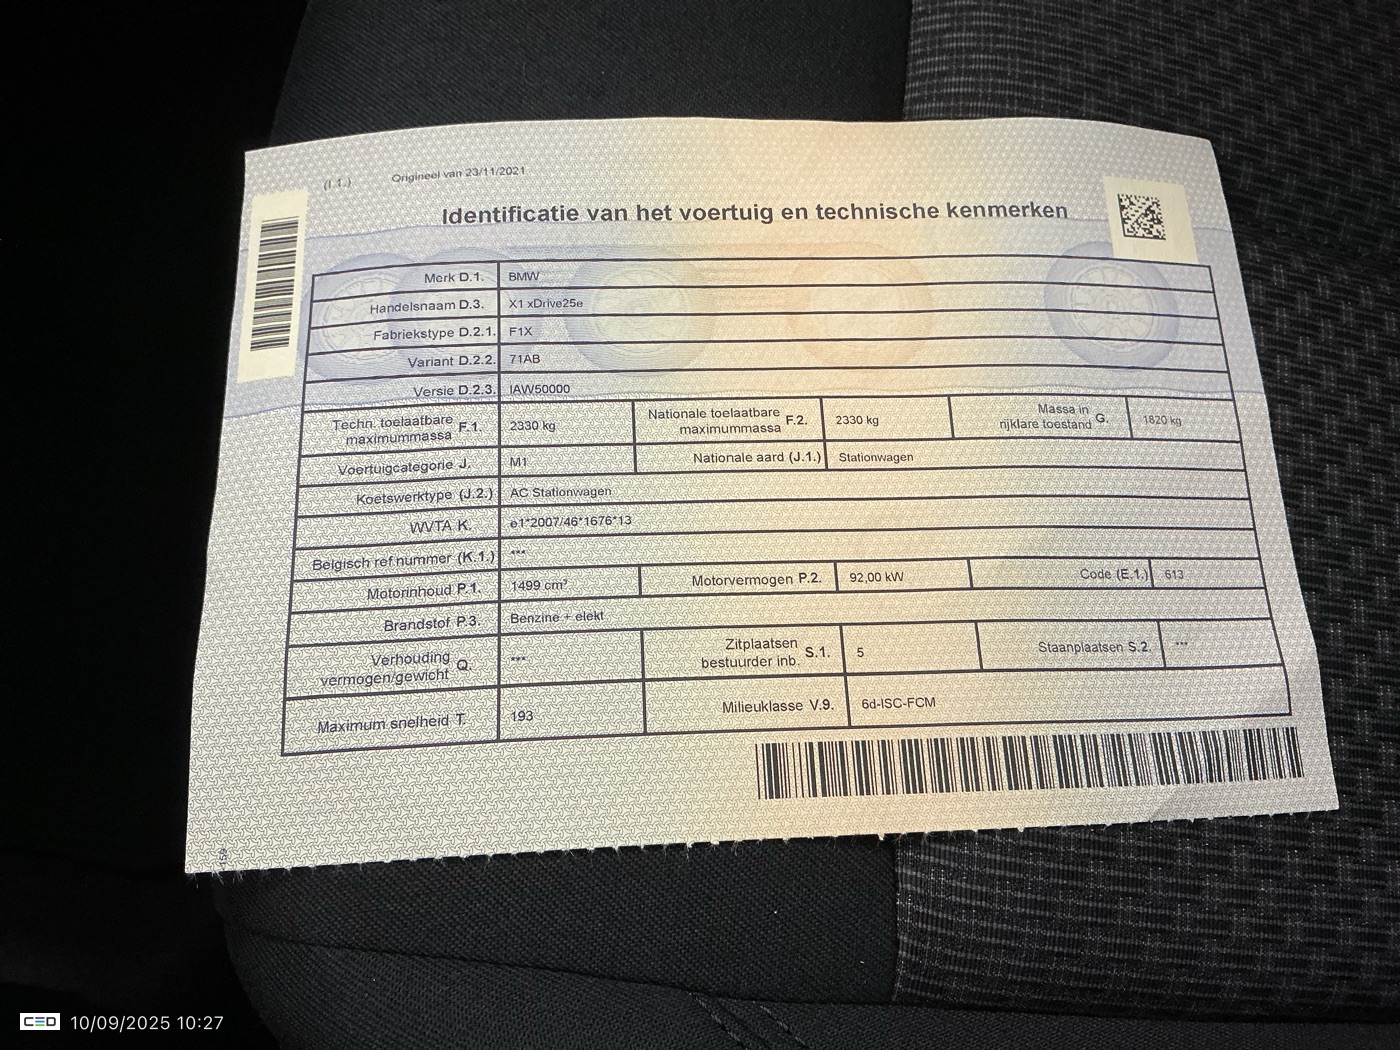 (I.1.) Origineel van 23/11/2021
Identificatie van het voertuig en technische kenmerken
Merk D.1. BMW
Handelsnaam D.3. X1 xDrive25e
Fabriekstype D.2.1. F1X
Variant D.2.2. 71AB
Versie D.2.3. IAW50000
Techn. toelaatbare maximummassa F.1. 2330 kg Nationale toelaatbare maximummassa F.2. 2330 kg Massa in rijklare toestand G. 1820 kg
Voertuigcategorie J. M1 Nationale aard (J.1.) Stationwagen
Koetswerktype (J.2.) AC Stationwagen
WVTA K. e1*2007/46*1676*13
Belgisch ref nummer (K.1.) ***
Motorinhoud P.1. 1499 cm³ Motorvermogen P.2. 92,00 kW Code (E.1.) 613
Brandstof P.3. Benzine + elekt
Verhouding vermogen/gewicht Q. *** Zitplaatsen bestuurder inb. S.1. 5 Staanplaatsen S.2. ***
Maximum snelheid T. 193 Milieuklasse V.9. 6d-ISC-FCM
CED 10/09/2025 10:27